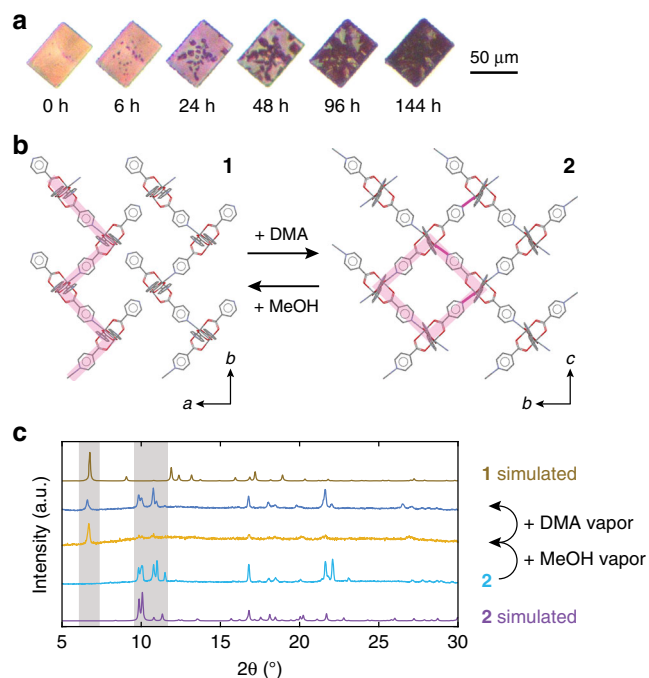 a
50 μm
0 h 6 h 24 h 48 h 96 h 144 h
b
1 2
+ DMA
+ MeOH
b
a
c
b
c
Intensity (a.u.)
1 simulated
+ DMA vapor
+ MeOH vapor
2
2 simulated
5 10 15 20 25 30
2θ (°)